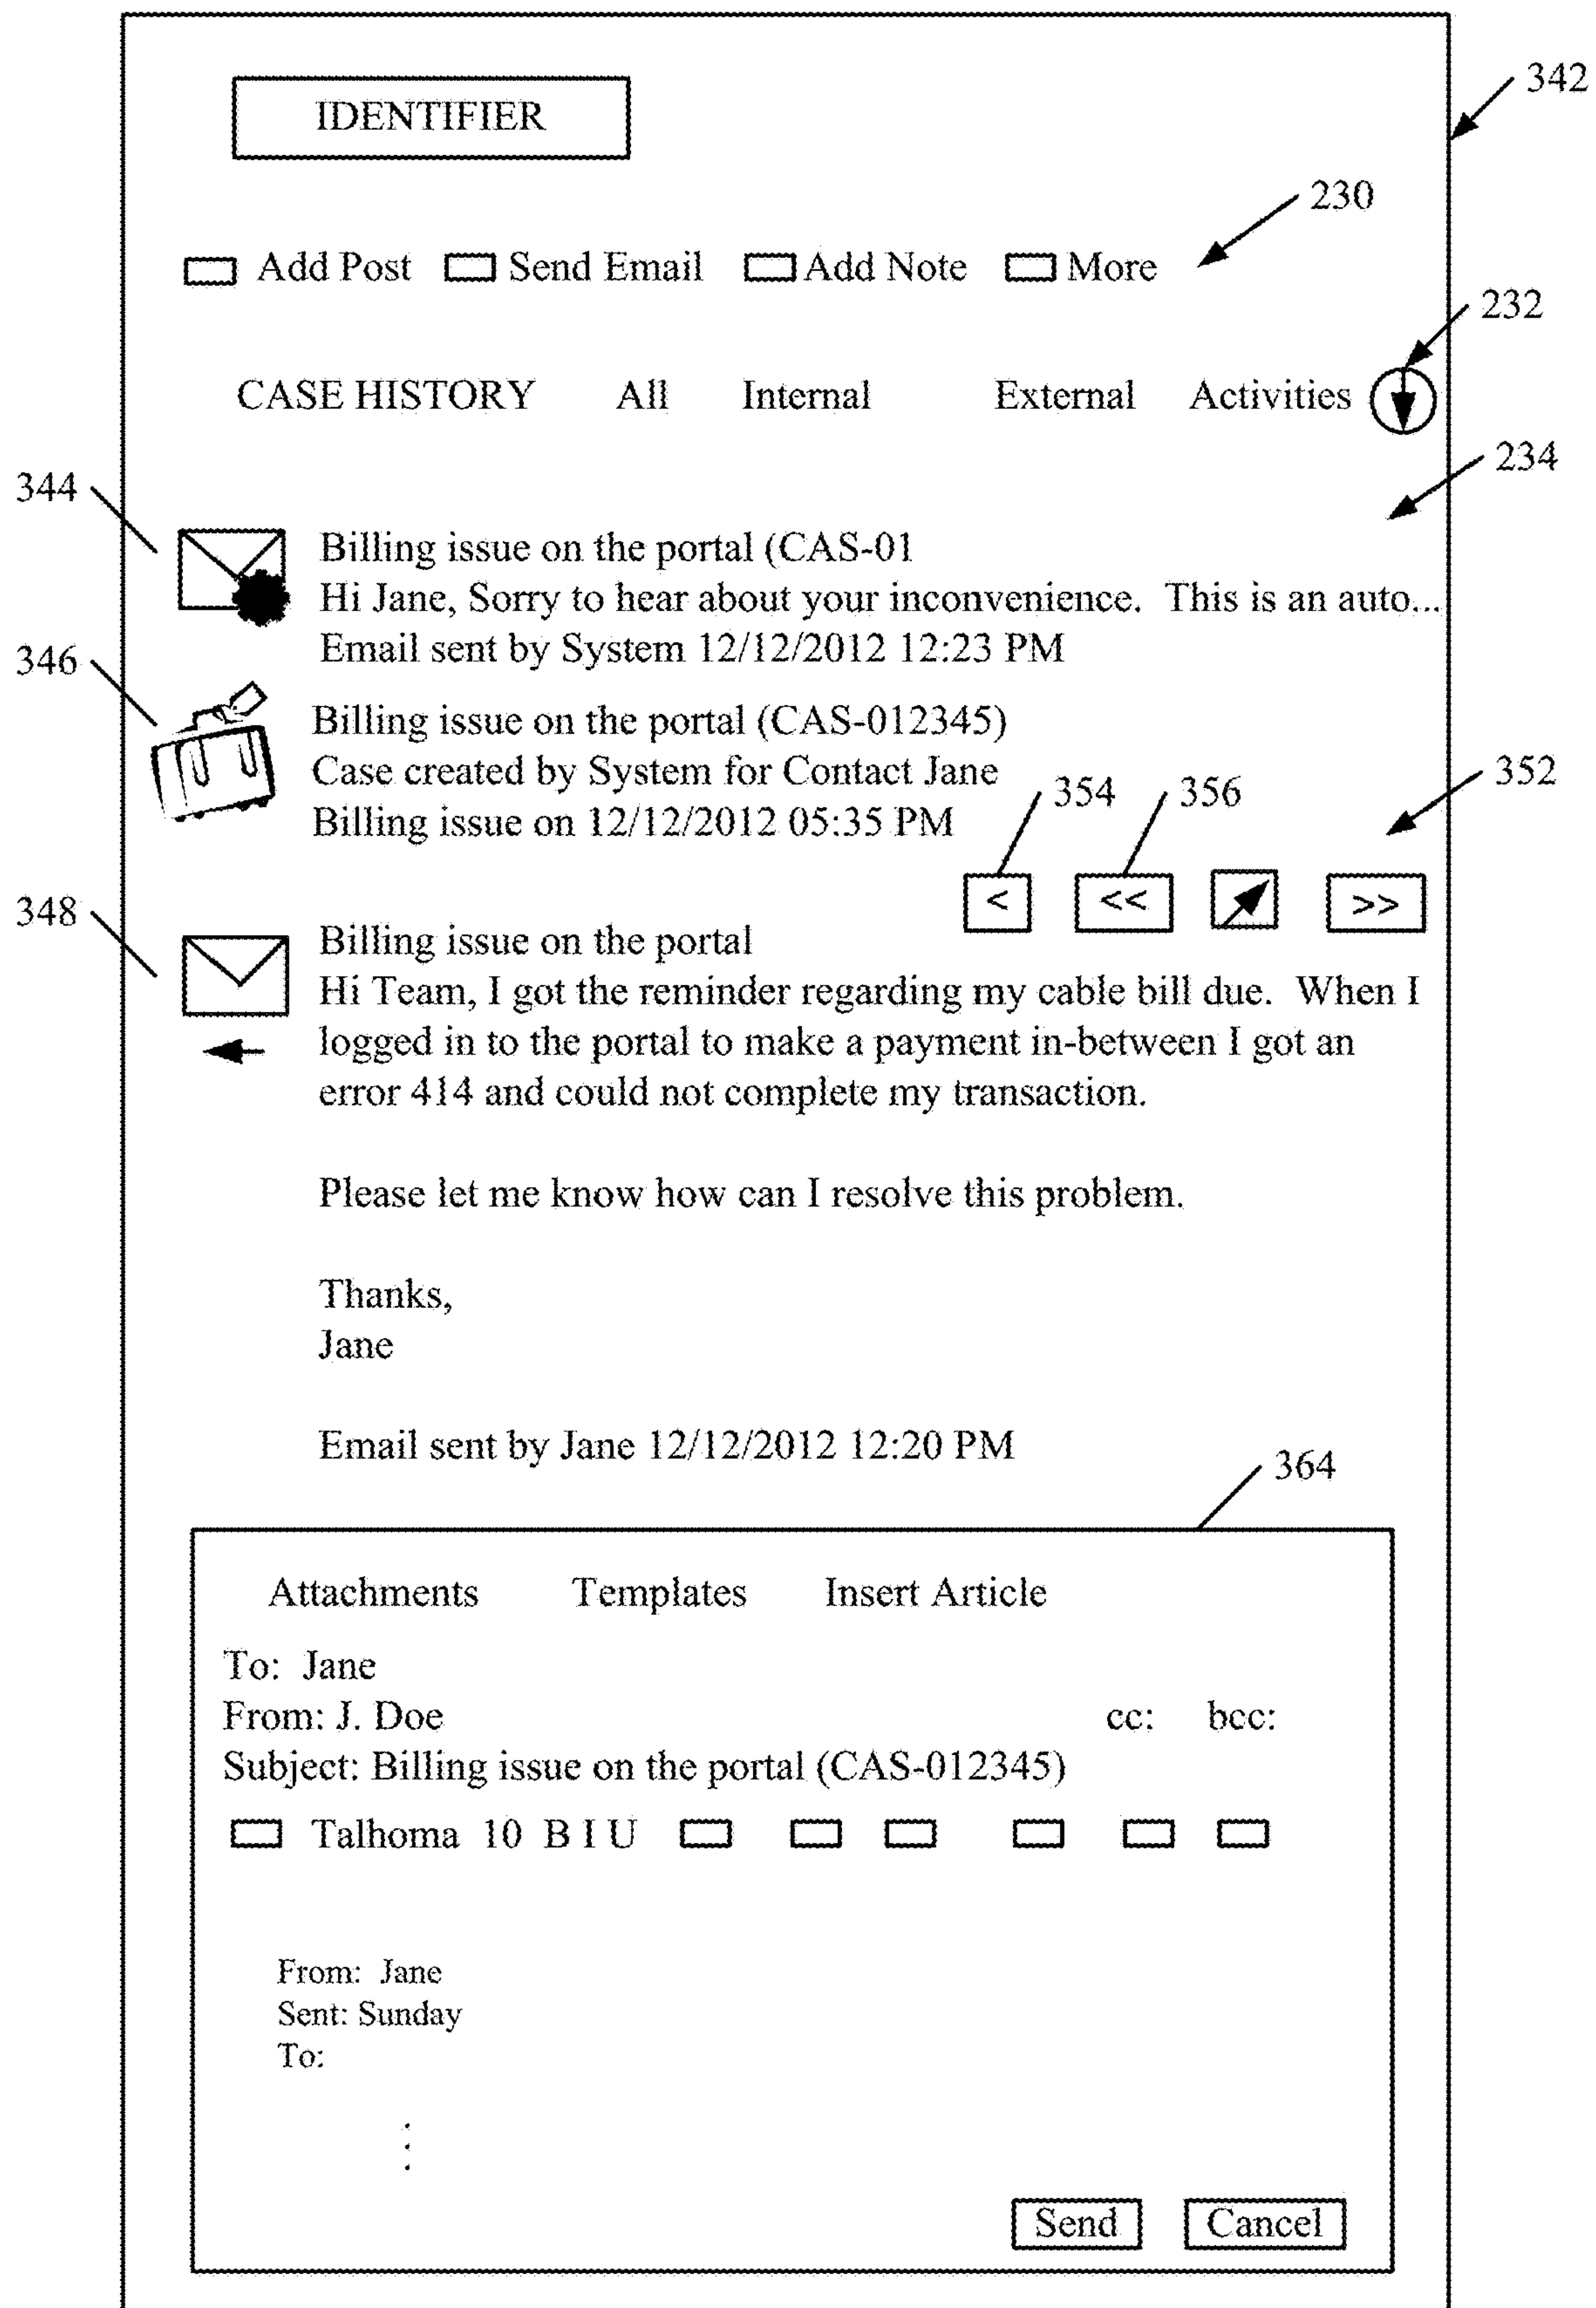 342
IDENTIFIER
230
Add Post Send Email Add Note More
232
CASE HISTORY All Internal External Activities
234
344
Billing issue on the portal (CAS-01
Hi Jane, Sorry to hear about your inconvenience. This is an auto...
Email sent by System 12/12/2012 12:23 PM
346
Billing issue on the portal (CAS-012345)
Case created by System for Contact Jane
Billing issue on 12/12/2012 05:35 PM
354 356 352
< << >>
348
Billing issue on the portal
Hi Team, I got the reminder regarding my cable bill due. When I
logged in to the portal to make a payment in-between I got an
error 414 and could not complete my transaction.
Please let me know how can I resolve this problem.
Thanks,
Jane
Email sent by Jane 12/12/2012 12:20 PM
364
Attachments Templates Insert Article
To: Jane
From: J. Doe cc: bcc:
Subject: Billing issue on the portal (CAS-012345)
Talhoma 10 B I U
From: Jane
Sent: Sunday
To:
Send Cancel